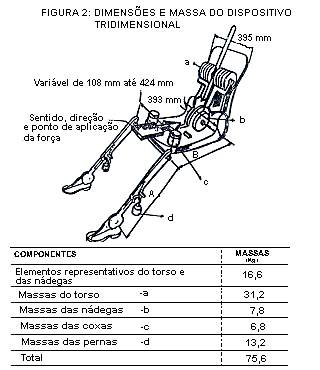 FIGURA 2: DIMENSÕES E MASSA DO DISPOSITIVO
TRIDIMENSIONAL
395 mm
a
Variável de 108 mm até 424 mm
393 mm
b
Sentido, direção
e ponto de aplicação
da força
B
c
A
d
COMPONENTES MASSAS
(Kg)
Elementos representativos do torso e
das nádegas 16,6
Massas do torso -a 31,2
Massas das nádegas -b 7,8
Massas das coxas -c 6,8
Massas das pernas -d 13,2
Total 75,6